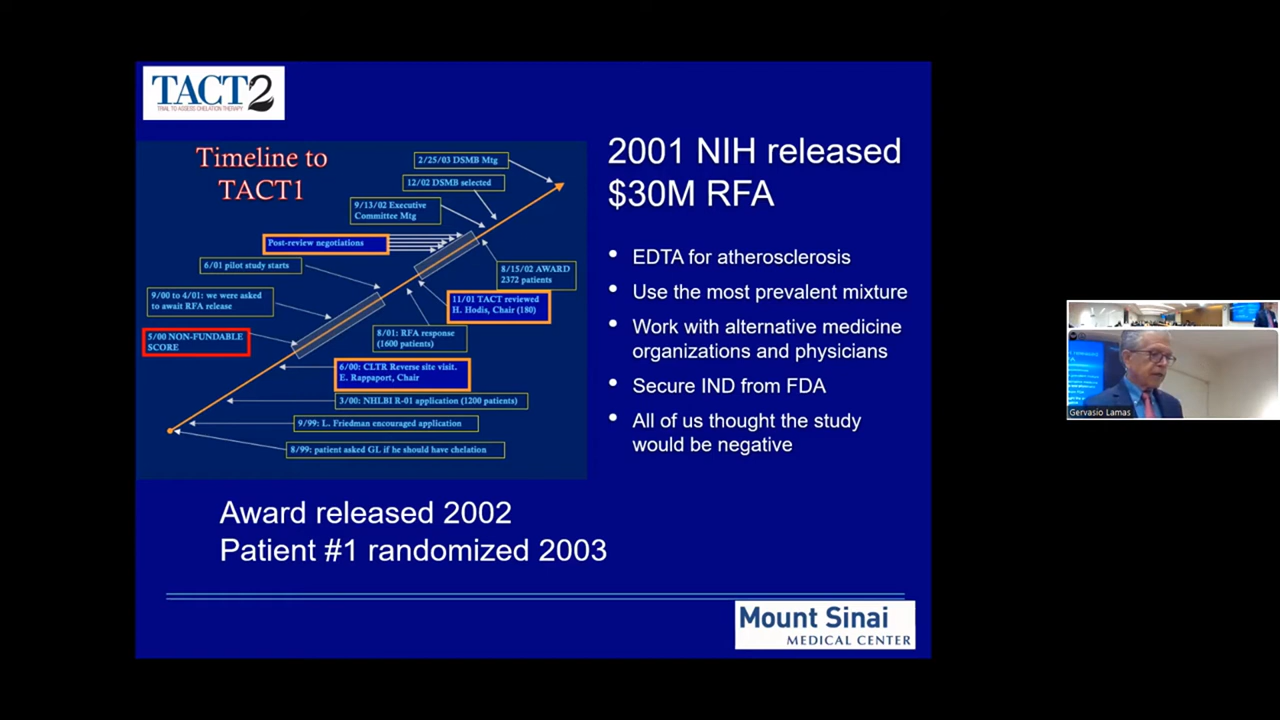 TACT2
TRIAL TO ASSESS CHELATION THERAPY
Timeline to
TACT1
2/25/03 DSMB Mtg
12/02 DSMB selected
9/13/02 Executive
Committee Mtg
Post-review negotiations
6/01 pilot study starts
8/15/02 AWARD
2372 patients
9/00 to 4/01: we were asked
to await RFA release
11/01 TACT reviewed
H. Hodis, Chair (180)
5/00 NON-FUNDABLE
SCORE
8/01: RFA response
(1600 patients)
6/00: CLTR Reverse site visit.
E. Rappaport, Chair
3/00: NHLBI R-01 application (1200 patients)
9/99: L. Friedman encouraged application
8/99: patient asked GL if he should have chelation
2001 NIH released
$30M RFA
• EDTA for atherosclerosis
• Use the most prevalent mixture
• Work with alternative medicine
organizations and physicians
• Secure IND from FDA
• All of us thought the study
would be negative
Award released 2002
Patient #1 randomized 2003
Mount Sinai
MEDICAL CENTER
Gervasio Lamas